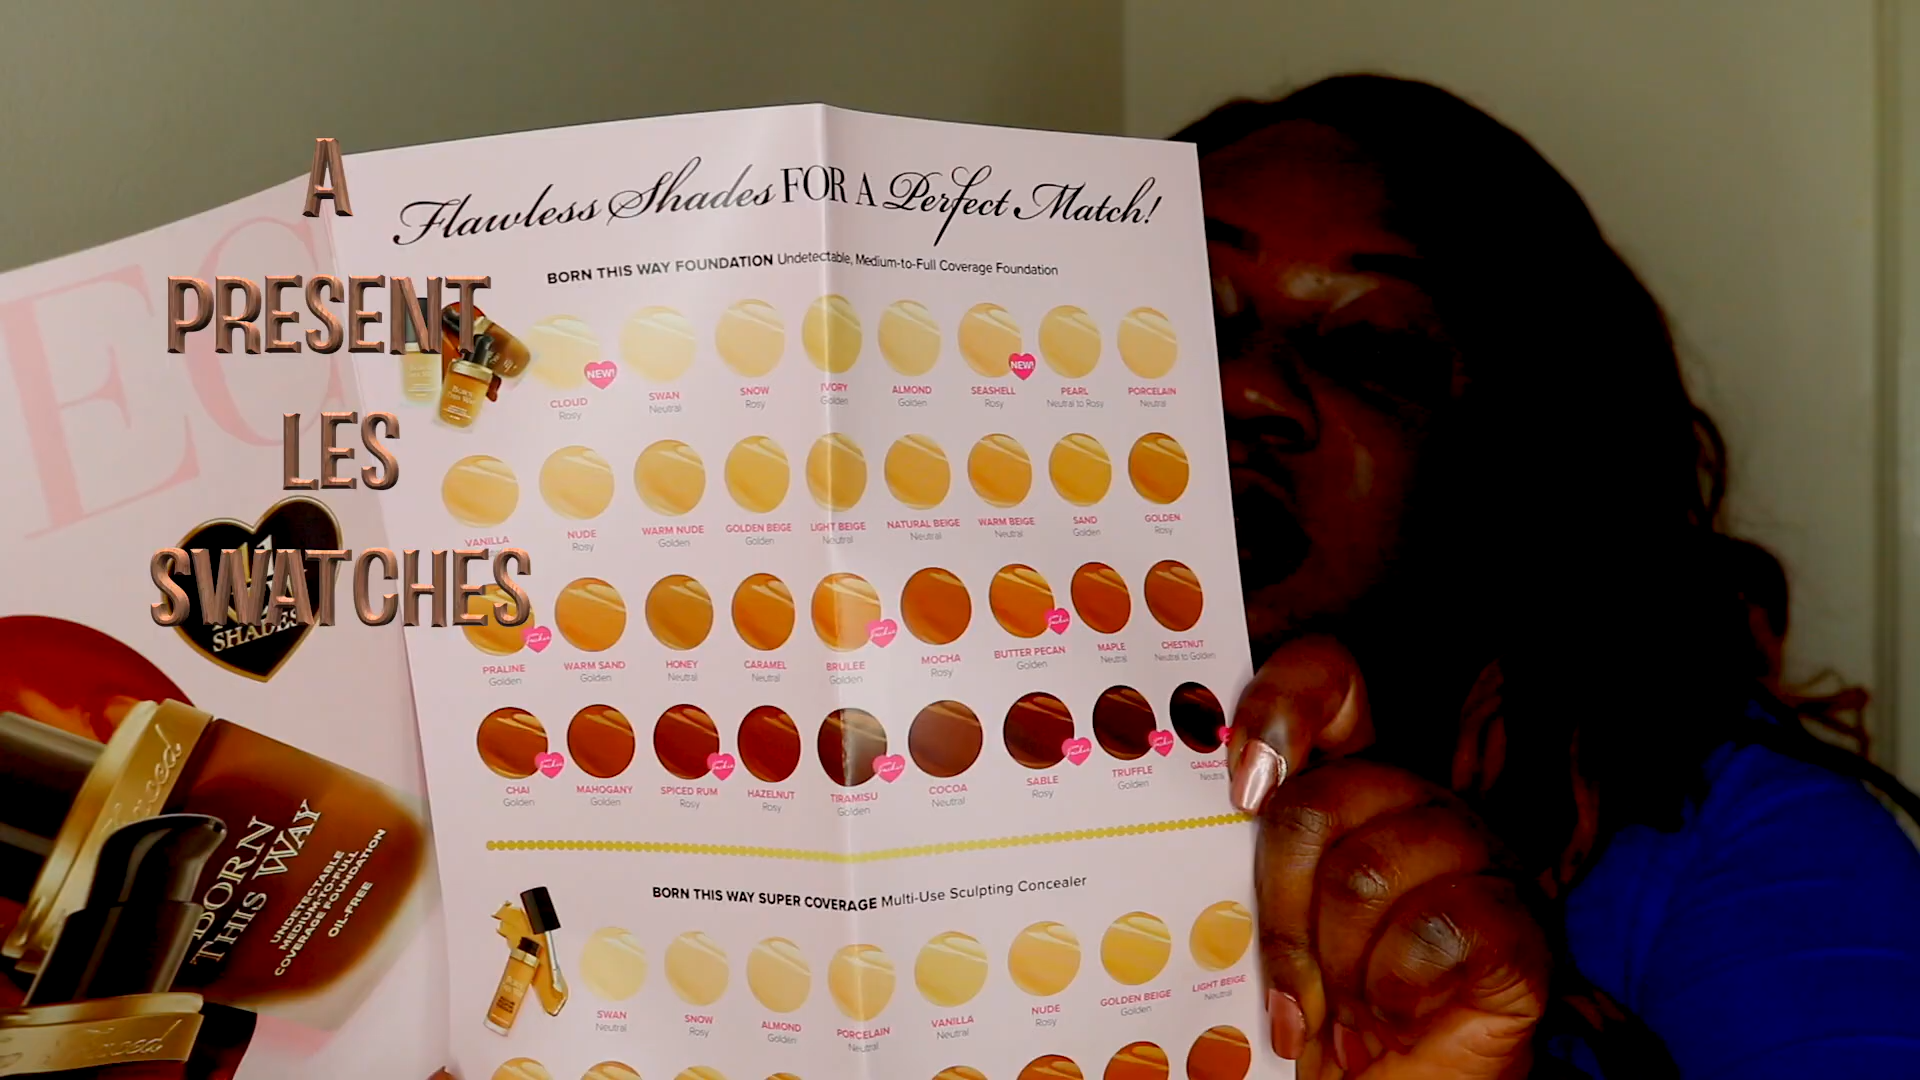 A
PRESENT
LES
SWATCHES
EC
SHADES
BORN
THIS WAY
UNDETECTABLE
MEDIUM-TO-FULL
COVERAGE FOUNDATION
OIL-FREE
Flawless Shades FOR A Perfect Match!
BORN THIS WAY FOUNDATION Undetectable, Medium-to-Full Coverage Foundation
NEW! NEW!
CLOUD SWAN SNOW IVORY ALMOND SEASHELL PEARL PORCELAIN
Rosy Neutral Rosy Golden Golden Rosy Neutral to Rosy Neutral
VANILLA NUDE WARM NUDE GOLDEN BEIGE LIGHT BEIGE NATURAL BEIGE WARM BEIGE SAND GOLDEN
Rosy Golden Golden Neutral Neutral Neutral Golden Rosy
PRALINE WARM SAND HONEY CARAMEL BRULEE MOCHA BUTTER PECAN MAPLE CHESTNUT
Golden Golden Neutral Neutral Golden Rosy Golden Neutral Neutral to Golden
CHAI MAHOGANY SPICED RUM HAZELNUT TIRAMISU COCOA SABLE TRUFFLE GANACHE
Golden Golden Rosy Rosy Golden Neutral Rosy Golden Neutral
BORN THIS WAY SUPER COVERAGE Multi-Use Sculpting Concealer
SWAN SNOW ALMOND PORCELAIN VANILLA NUDE GOLDEN BEIGE LIGHT BEIGE
Neutral Rosy Golden Neutral Neutral Rosy Golden Neutral